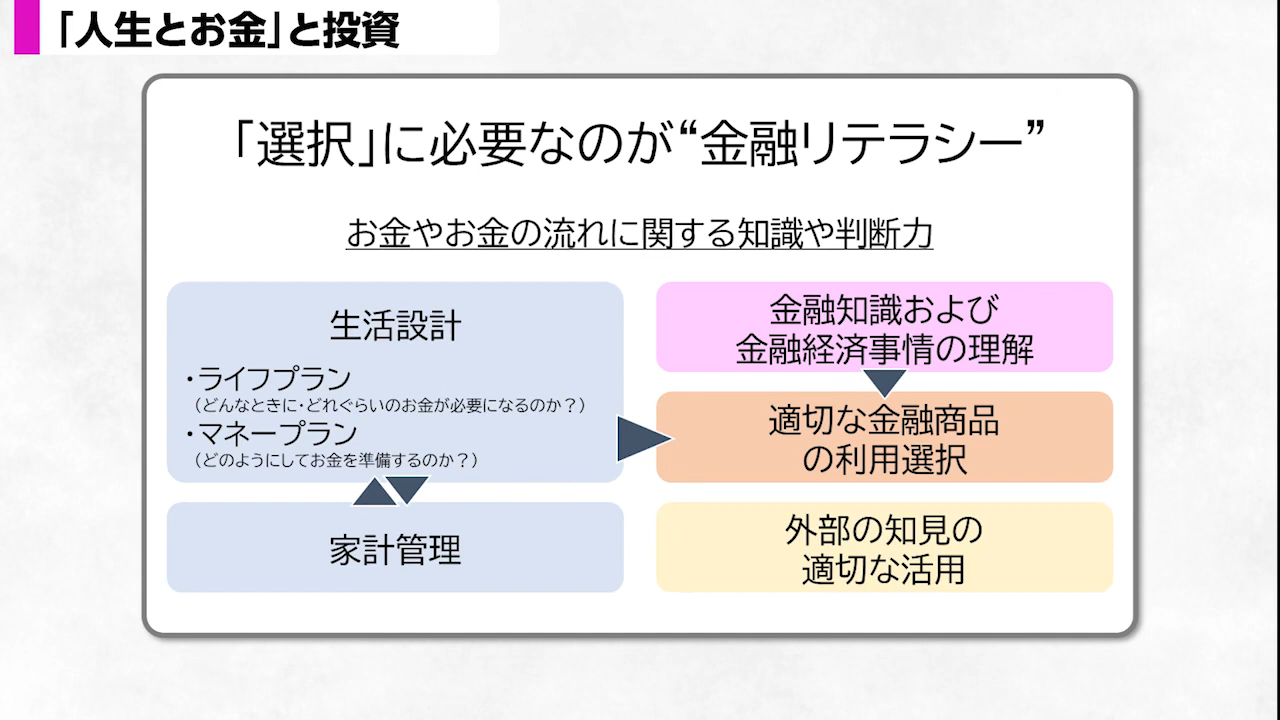 「人生とお金」と投資
「選択」に必要なのが“金融リテラシー”
お金やお金の流れに関する知識や判断力
生活設計
・ライフプラン
（どんなときに・どれぐらいのお金が必要になるのか？）
・マネープラン
（どのようにしてお金を準備するのか？）
家計管理
金融知識および
金融経済事情の理解
適切な金融商品
の利用選択
外部の知見の
適切な活用